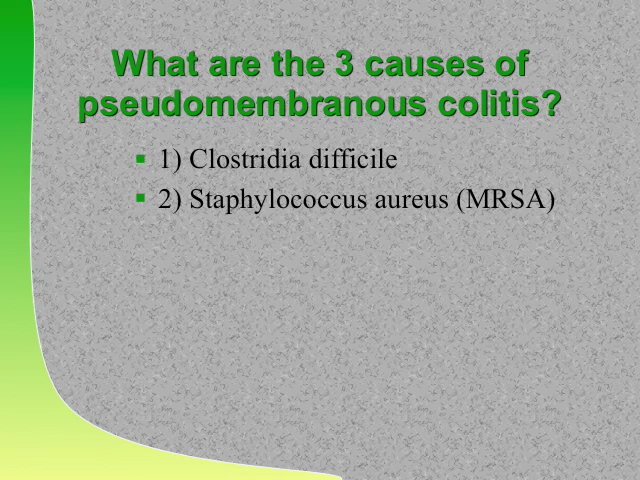 What are the 3 causes of
pseudomembranous colitis?
1) Clostridia difficile
2) Staphylococcus aureus (MRSA)